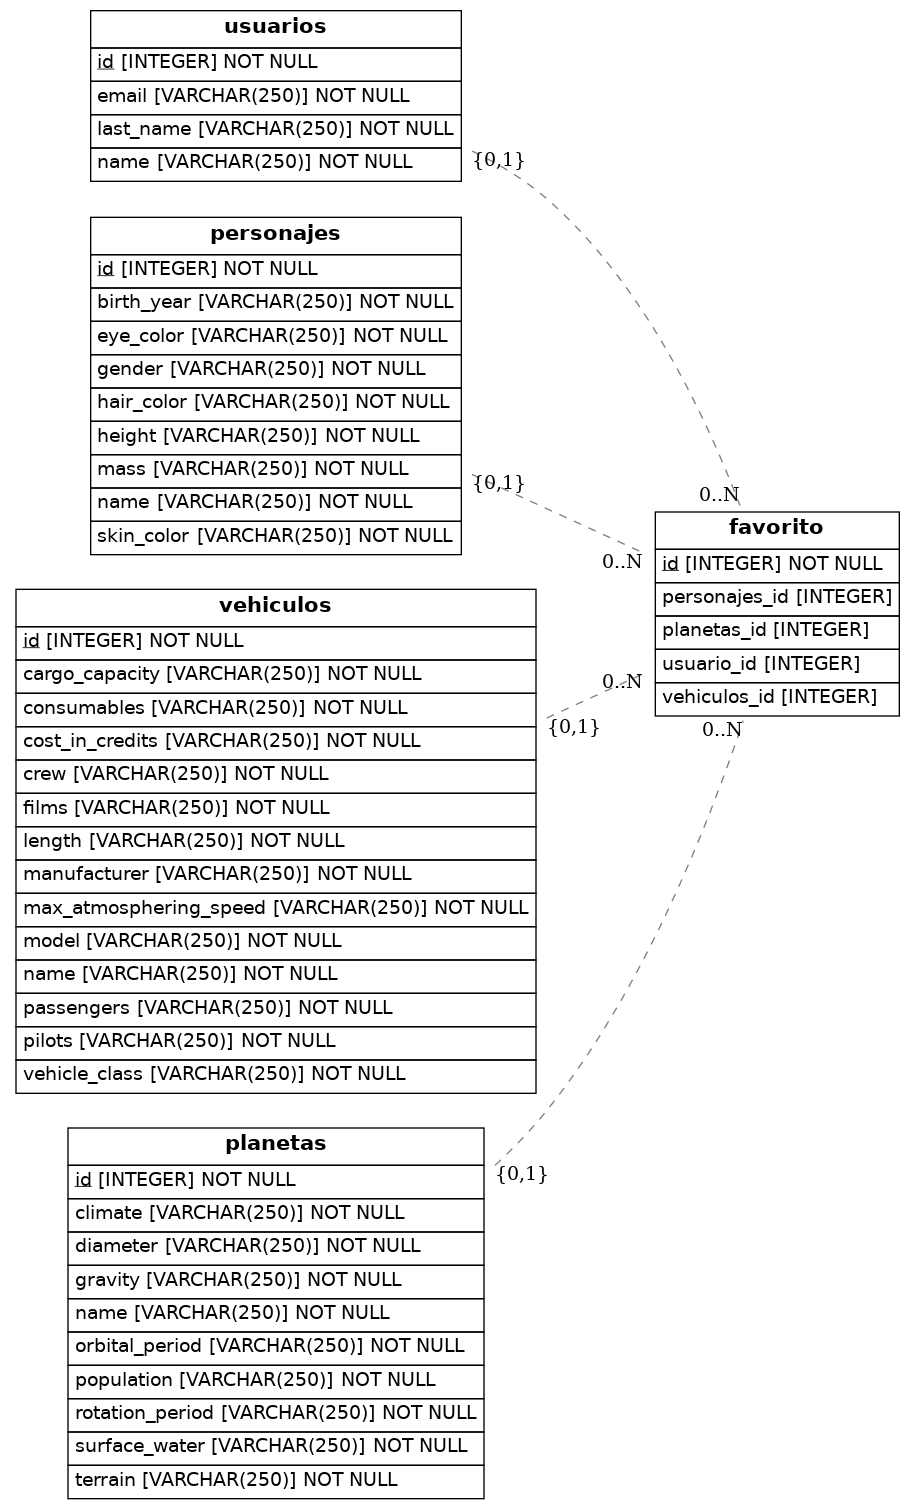 usuarios
id [INTEGER] NOT NULL
email [VARCHAR(250)] NOT NULL
last_name [VARCHAR(250)] NOT NULL
name [VARCHAR(250)] NOT NULL
{0,1}
personajes
id [INTEGER] NOT NULL
birth_year [VARCHAR(250)] NOT NULL
eye_color [VARCHAR(250)] NOT NULL
gender [VARCHAR(250)] NOT NULL
hair_color [VARCHAR(250)] NOT NULL
height [VARCHAR(250)] NOT NULL
mass [VARCHAR(250)] NOT NULL
name [VARCHAR(250)] NOT NULL
skin_color [VARCHAR(250)] NOT NULL
{0,1}
0..N
0..N
favorito
id [INTEGER] NOT NULL
personajes_id [INTEGER]
planetas_id [INTEGER]
usuario_id [INTEGER]
vehiculos_id [INTEGER]
0..N
0..N
vehiculos
id [INTEGER] NOT NULL
cargo_capacity [VARCHAR(250)] NOT NULL
consumables [VARCHAR(250)] NOT NULL
cost_in_credits [VARCHAR(250)] NOT NULL
crew [VARCHAR(250)] NOT NULL
films [VARCHAR(250)] NOT NULL
length [VARCHAR(250)] NOT NULL
manufacturer [VARCHAR(250)] NOT NULL
max_atmosphering_speed [VARCHAR(250)] NOT NULL
model [VARCHAR(250)] NOT NULL
name [VARCHAR(250)] NOT NULL
passengers [VARCHAR(250)] NOT NULL
pilots [VARCHAR(250)] NOT NULL
vehicle_class [VARCHAR(250)] NOT NULL
{0,1}
planetas
id [INTEGER] NOT NULL
climate [VARCHAR(250)] NOT NULL
diameter [VARCHAR(250)] NOT NULL
gravity [VARCHAR(250)] NOT NULL
name [VARCHAR(250)] NOT NULL
orbital_period [VARCHAR(250)] NOT NULL
population [VARCHAR(250)] NOT NULL
rotation_period [VARCHAR(250)] NOT NULL
surface_water [VARCHAR(250)] NOT NULL
terrain [VARCHAR(250)] NOT NULL
{0,1}